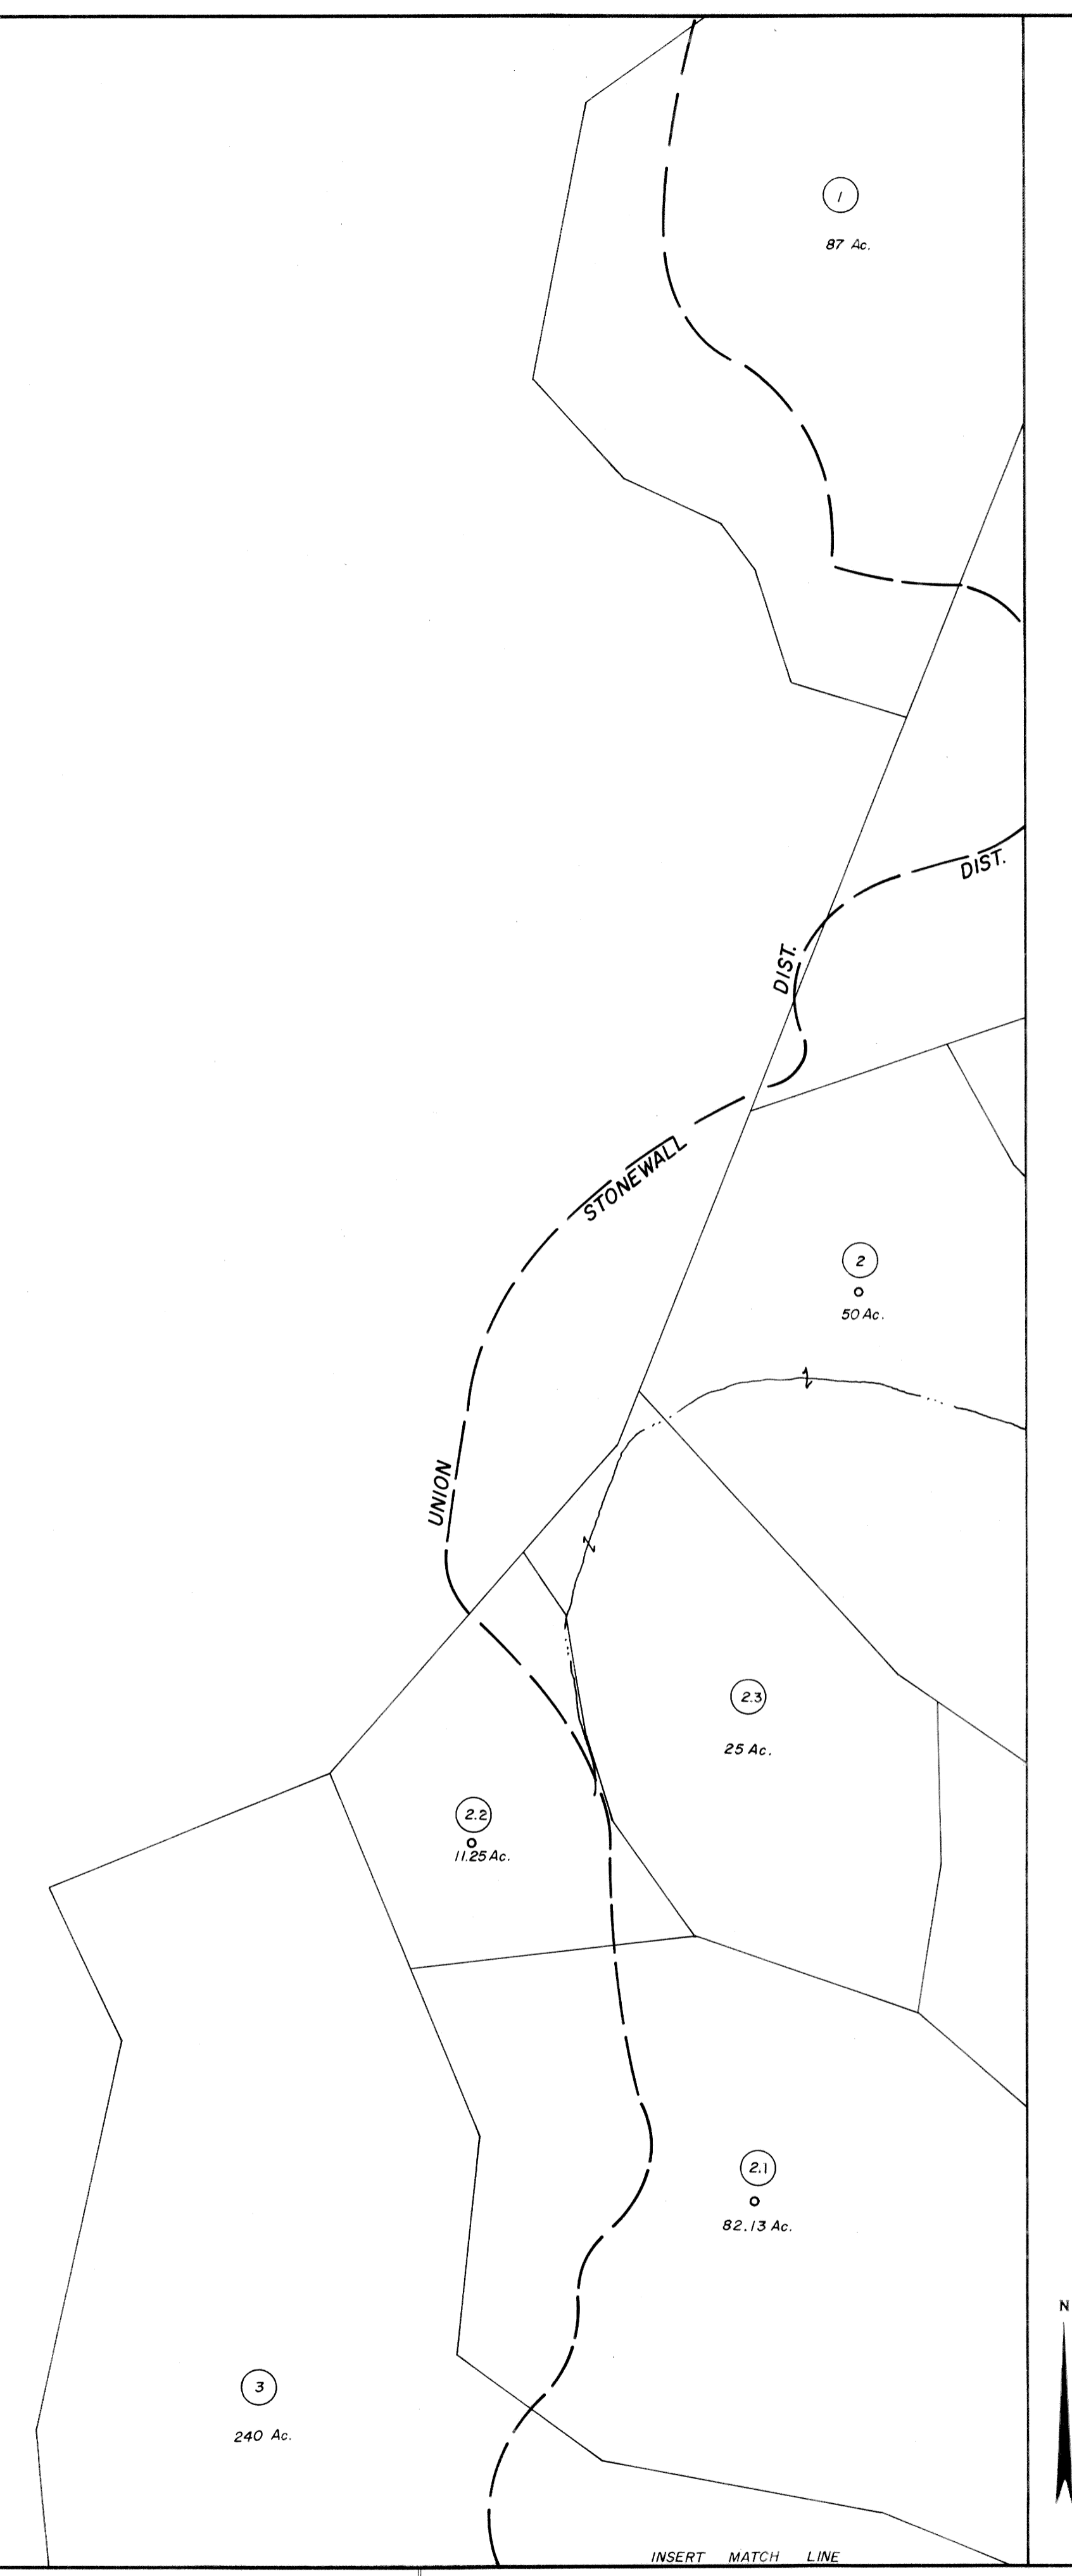 1
87 Ac.
DIST.
DIST.
STONEWALL
2
50 Ac.
UNION
2.3
25 Ac.
2.2
11.25 Ac.
2.1
82.13 Ac.
N
3
240 Ac.
INSERT MATCH LINE